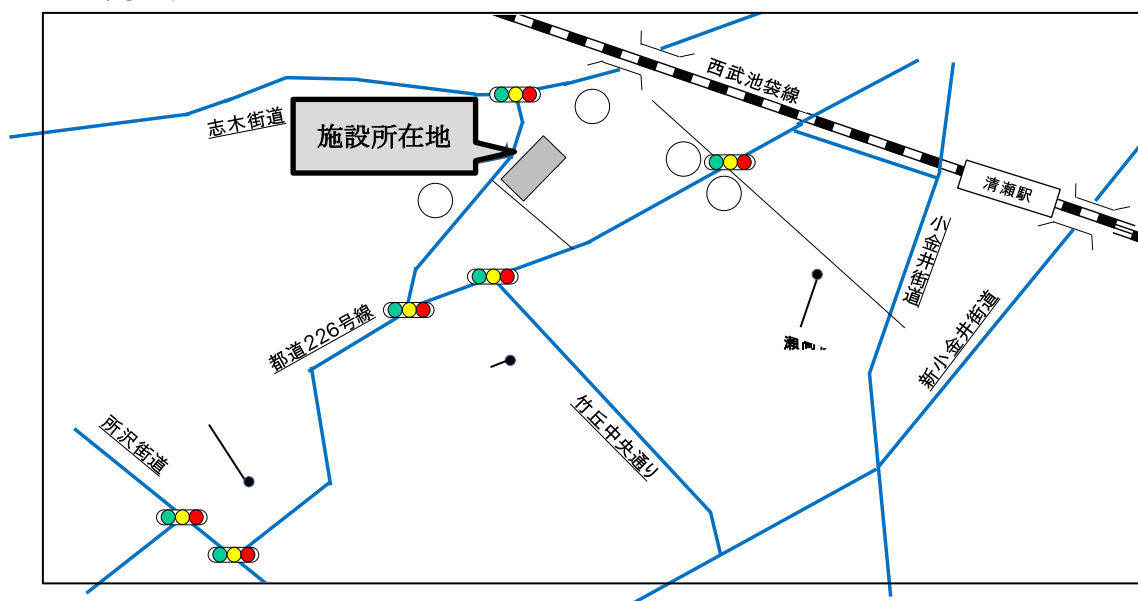 西武池袋線
志木街道
施設所在地
清瀬駅
小金井街道
都道226号線
新小金井街道
所沢街道
竹丘中央通り